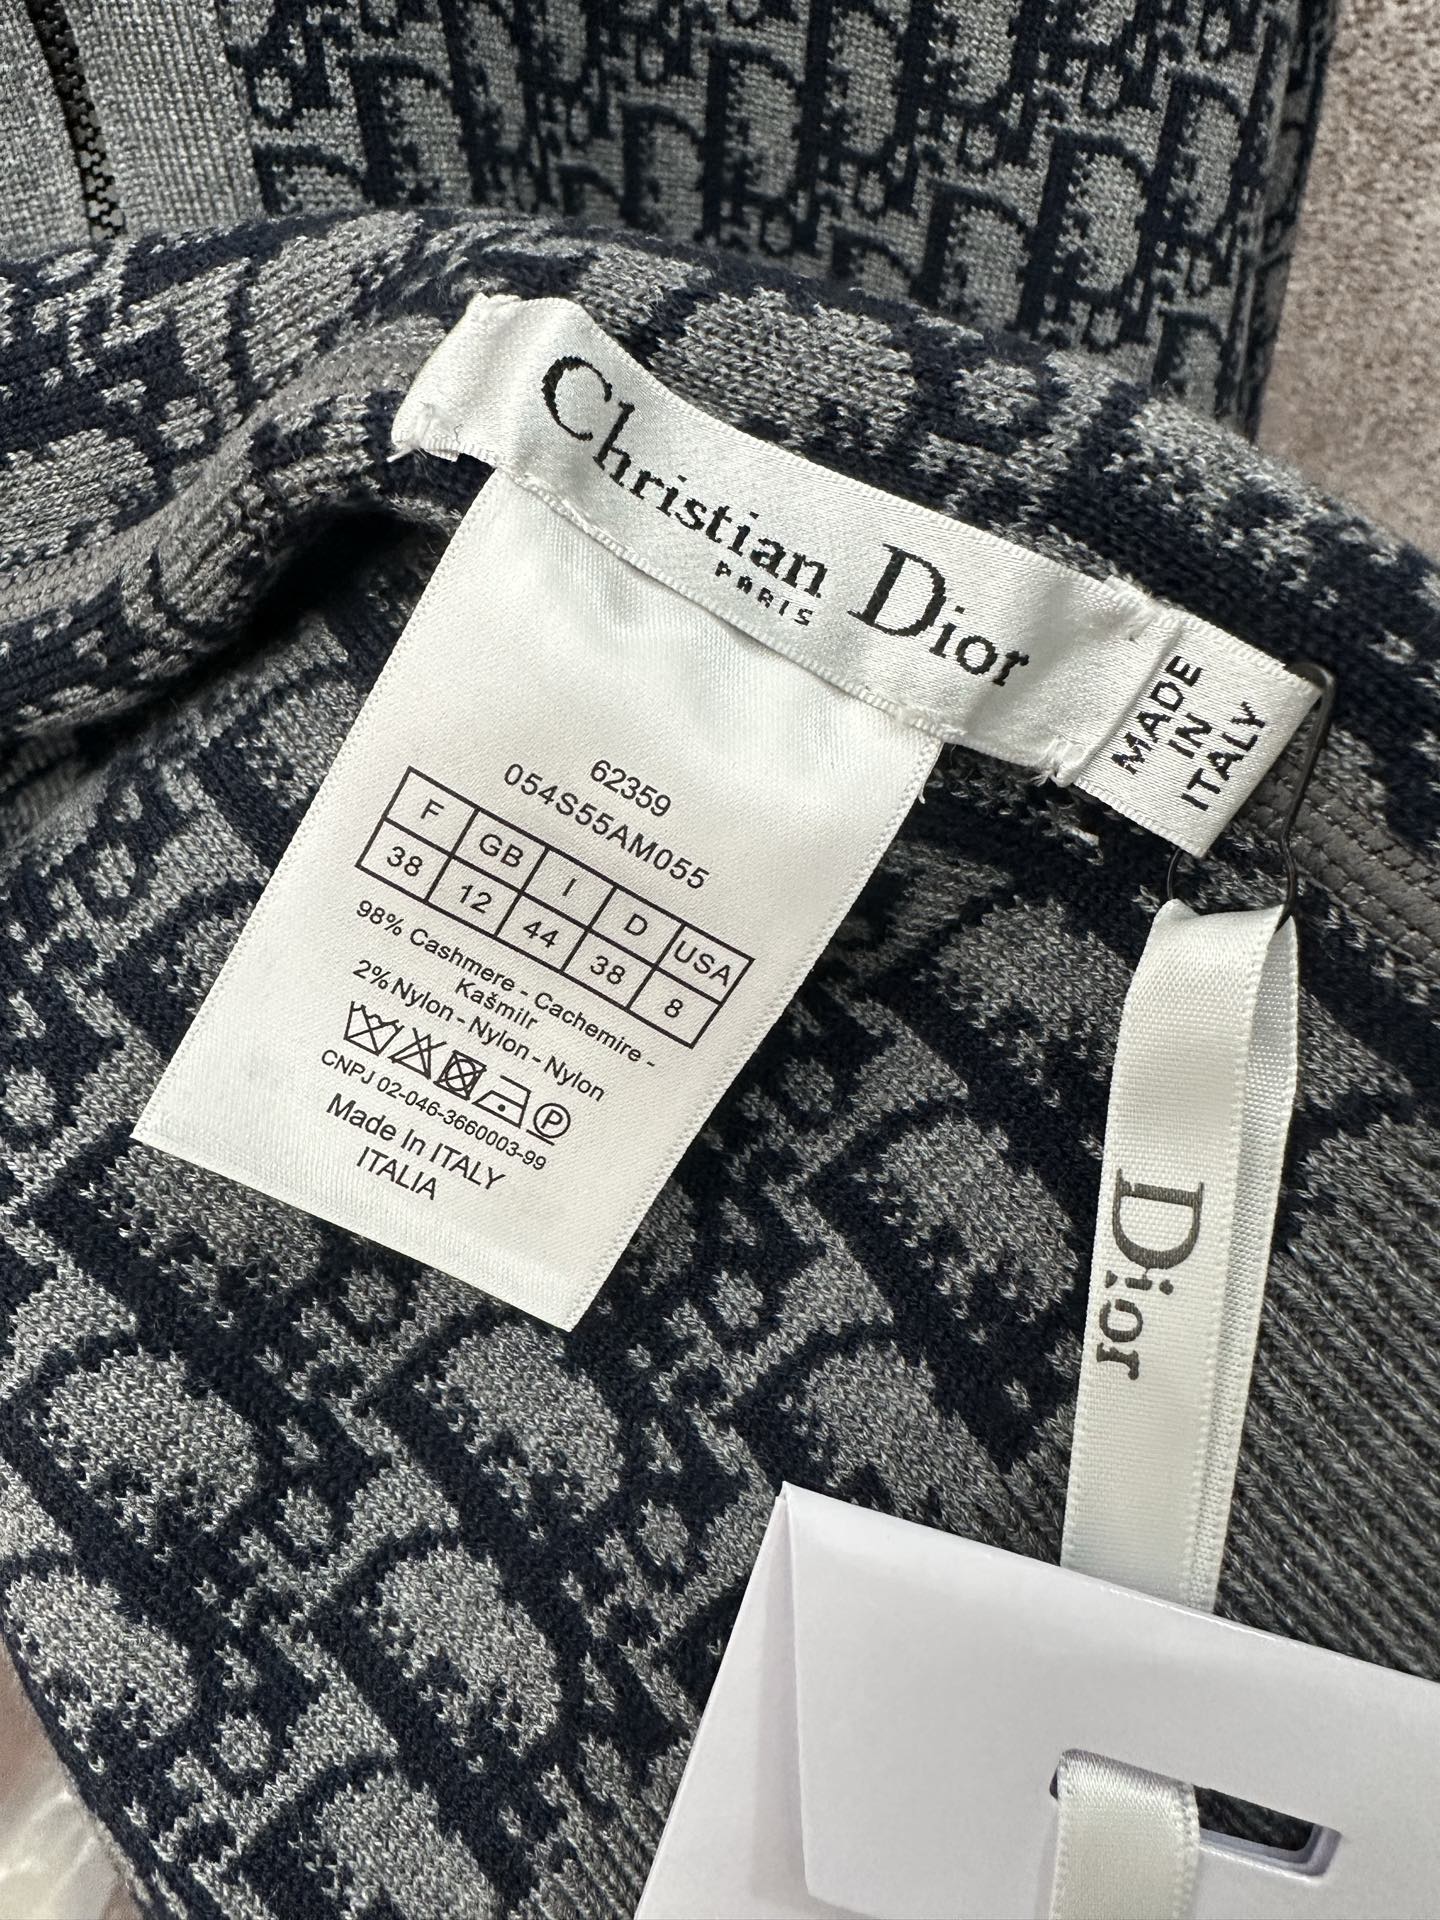 Christian Dior
PARIS
MADE
IN
ITALY
62359
054S55AM055
F GB I D USA
38 12 44 38 8
98% Cashmere - Cachemire -
Kašmilr
2% Nylon - Nylon - Nylon
CNPJ 02-046-3660003-99
Made In ITALY
ITALIA
Dior